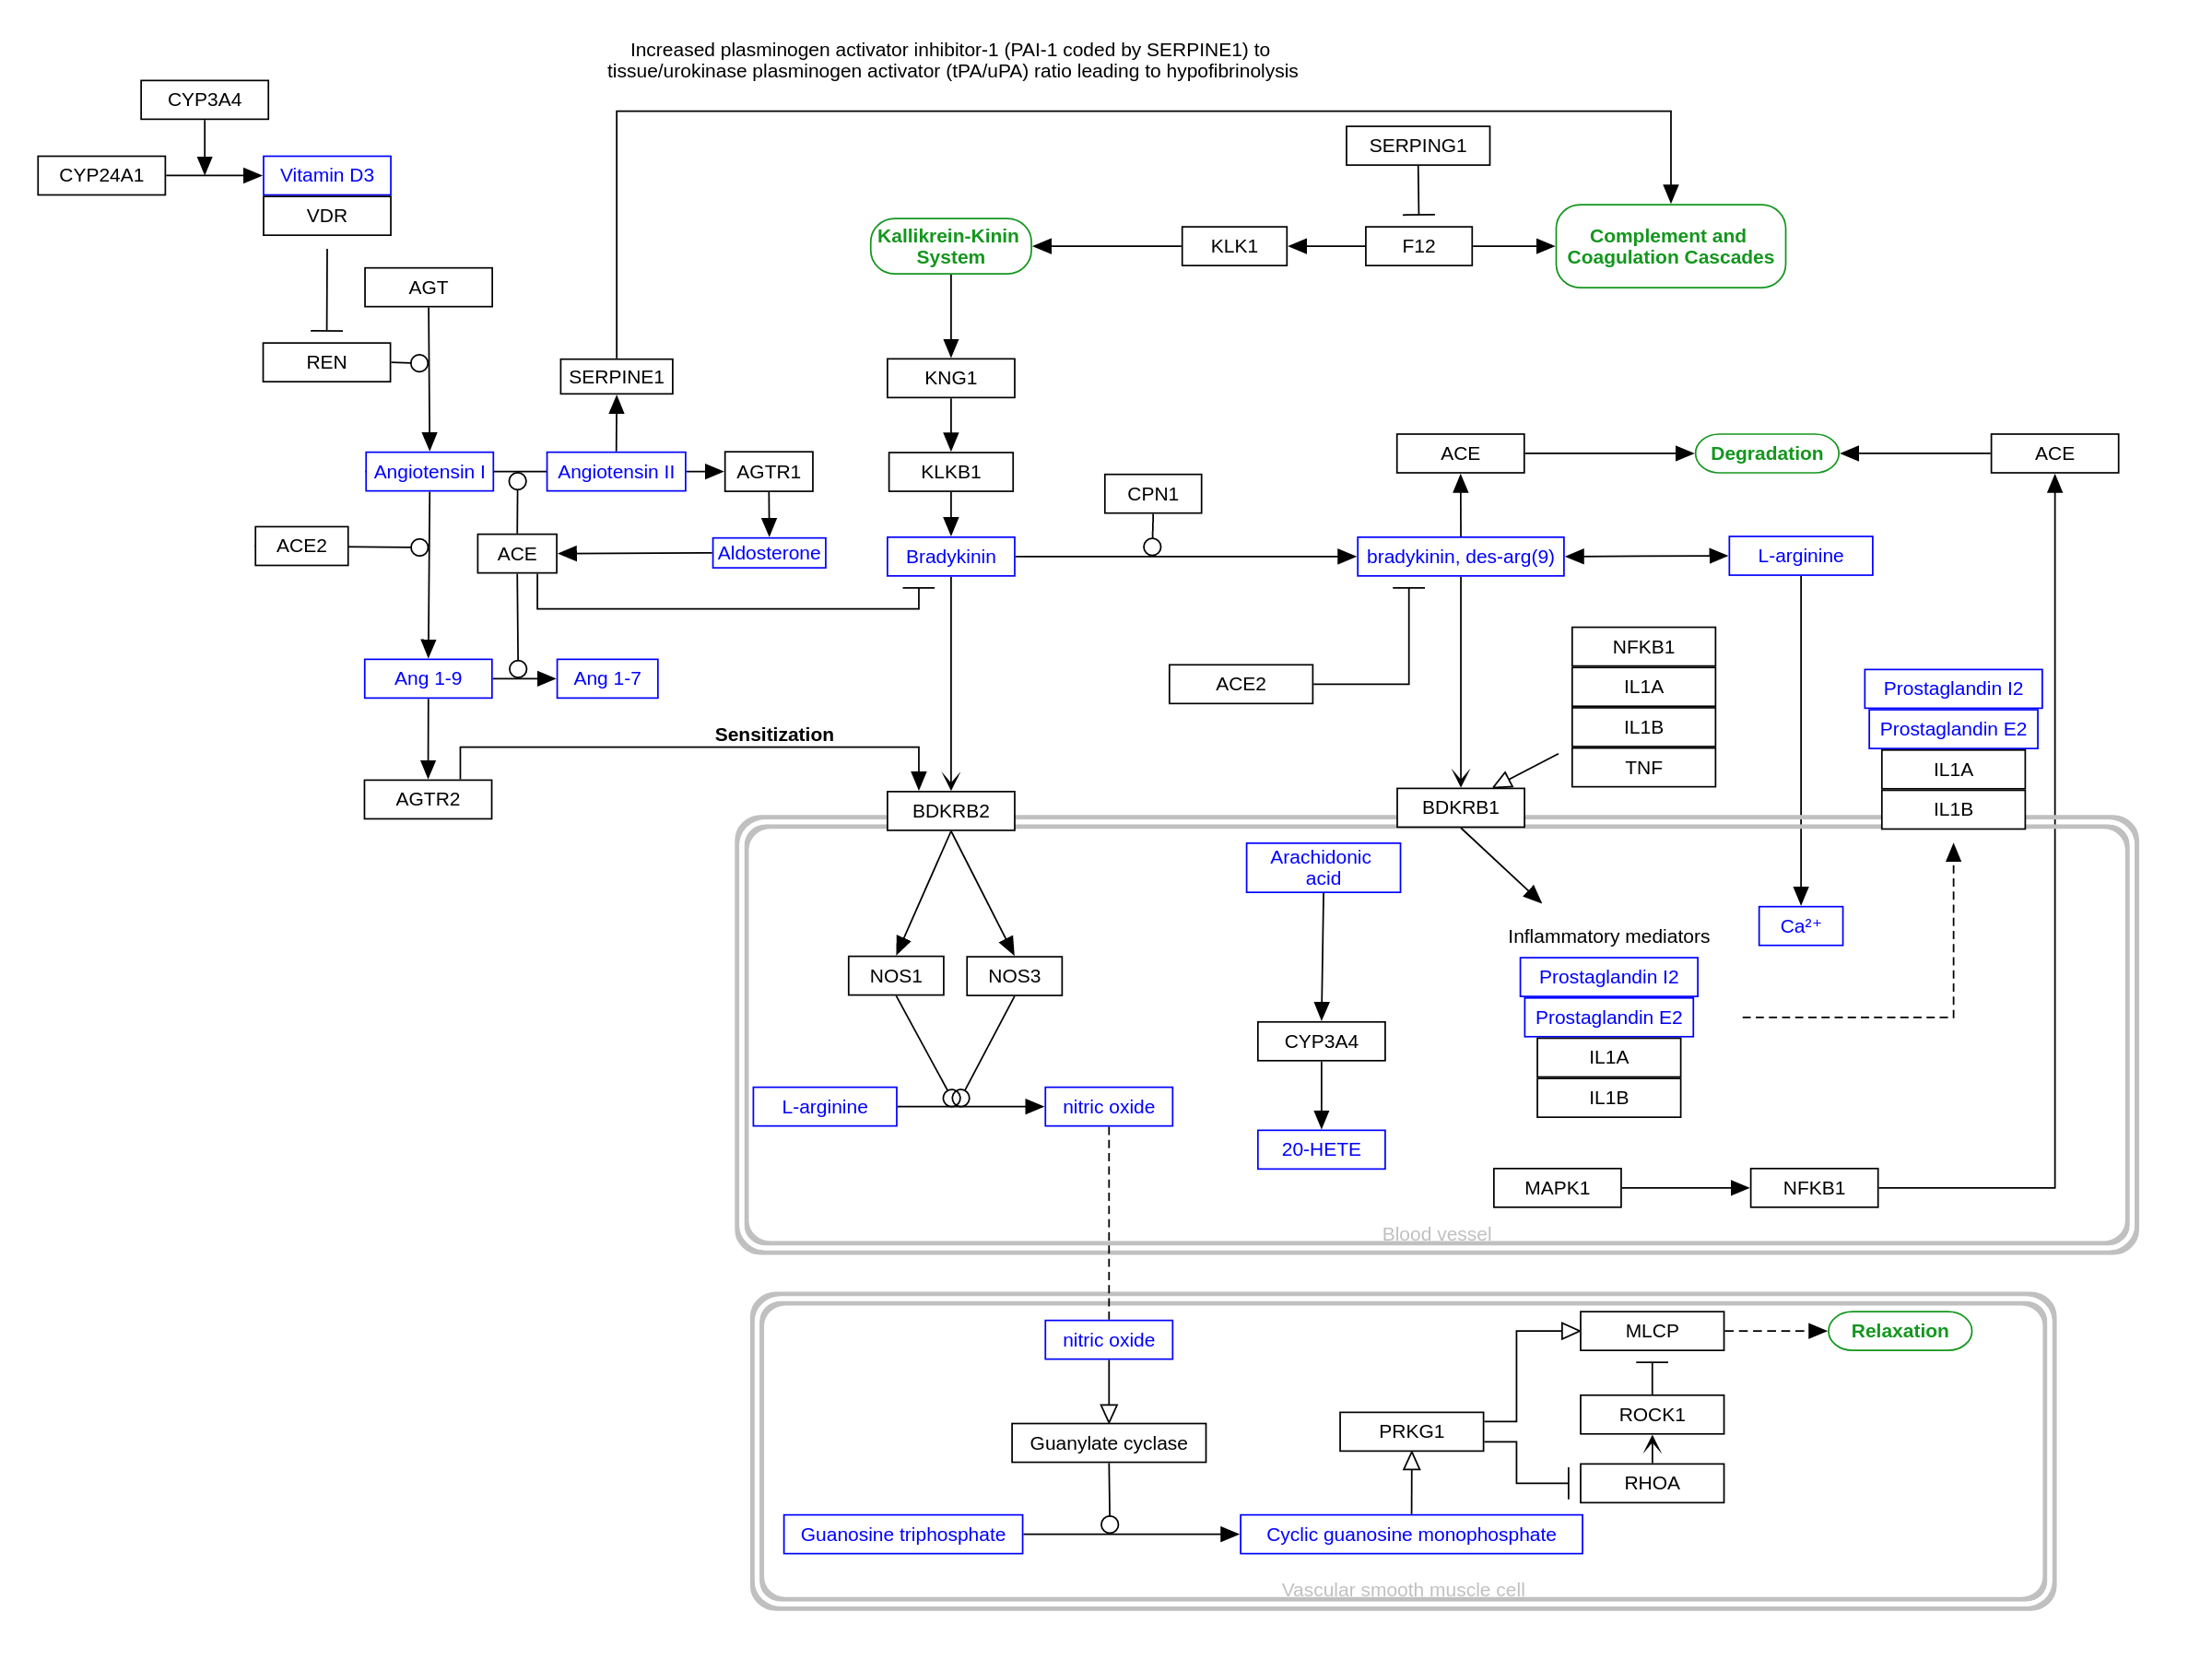 Increased plasminogen activator inhibitor-1 (PAI-1 coded by SERPINE1) to
tissue/urokinase plasminogen activator (tPA/uPA) ratio leading to hypofibrinolysis
CYP3A4
SERPING1
CYP24A1
Vitamin D3
VDR
Kallikrein-Kinin
System
KLK1
F12
Complement and
Coagulation Cascades
AGT
REN
SERPINE1
KNG1
ACE
Degradation
ACE
Angiotensin I
Angiotensin II
AGTR1
KLKB1
CPN1
ACE2
ACE
Aldosterone
Bradykinin
bradykinin, des-arg(9)
L-arginine
NFKB1
IL1A
IL1B
TNF
Ang 1-9
Ang 1-7
ACE2
Prostaglandin I2
Prostaglandin E2
IL1A
IL1B
Sensitization
AGTR2
BDKRB2
BDKRB1
Arachidonic
acid
Ca²⁺
Inflammatory mediators
NOS1
NOS3
Prostaglandin I2
Prostaglandin E2
IL1A
IL1B
CYP3A4
L-arginine
nitric oxide
20-HETE
MAPK1
NFKB1
Blood vessel
nitric oxide
MLCP
Relaxation
ROCK1
PRKG1
Guanylate cyclase
RHOA
Guanosine triphosphate
Cyclic guanosine monophosphate
Vascular smooth muscle cell